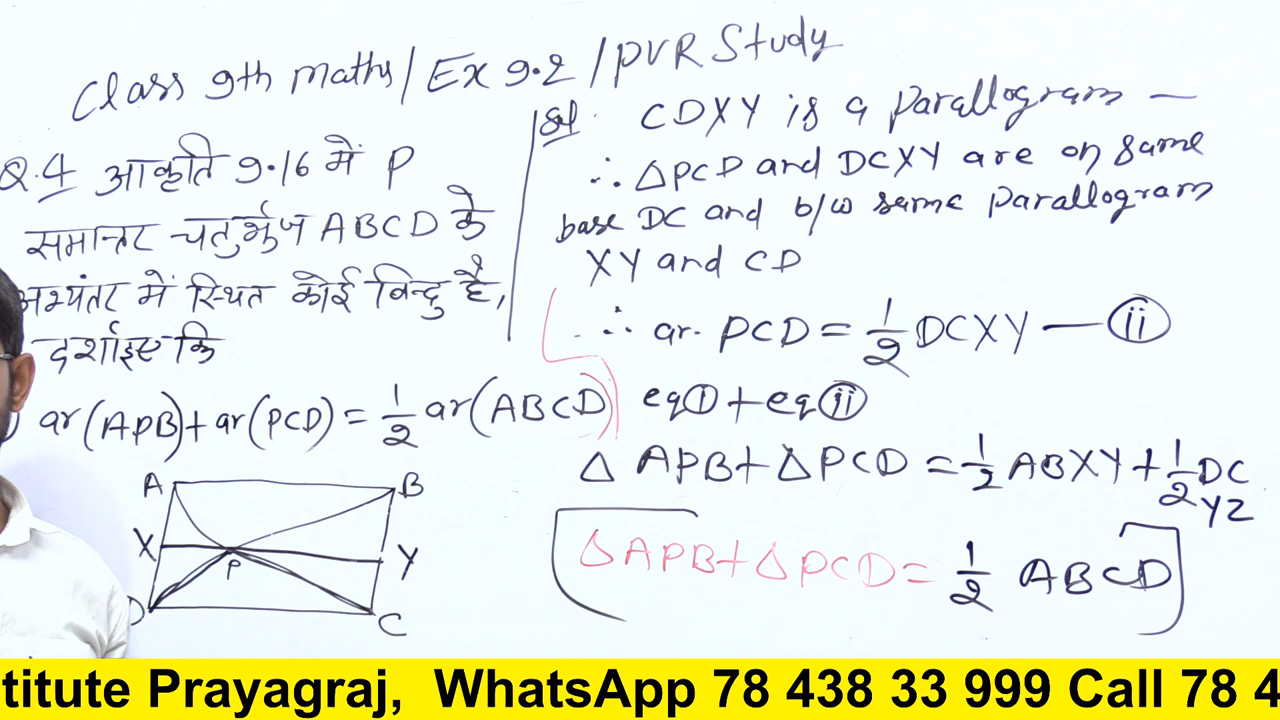 Class 9th maths/Ex 9.2/PVR Study
Q.4 आकृति 9.16 में P
समान्तर चतुर्भुज ABCD के
अभ्यंतर में स्थित कोई बिन्दु है,
दर्शाइए कि
ar(APB)+ar(PCD)=1/2 ar(ABCD)
A
B
X
Y
P
D
C
Sol. CDXY is a parallogram —
∴ △PCD and DCXY are on same
base DC and b/w same parallogram
XY and CD
∴ ar. PCD = 1/2 DCXY — (ii)
eq(i)+eq(ii)
△ APB+△PCD = 1/2 ABXY + 1/2 DC
YZ
△APB+△PCD = 1/2 ABCD
titute Prayagraj, WhatsApp 78 438 33 999 Call 78 4